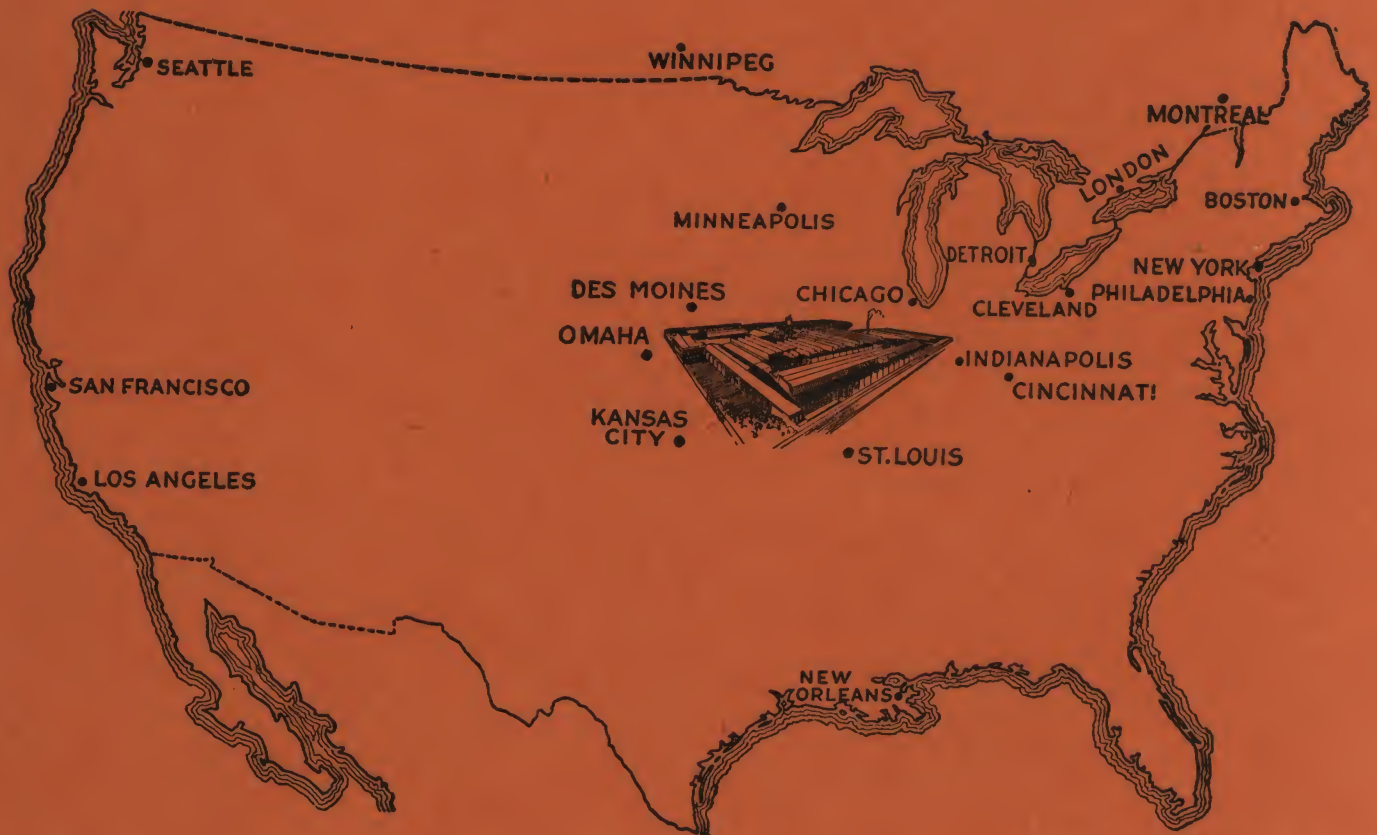 WINNIPEG
SEATTLE
MONTREAL
LONDON
BOSTON
MINNEAPOLIS
DETROIT
NEW YORK
PHILADELPHIA
DES MOINES
CHICAGO
CLEVELAND
OMAHA
INDIANAPOLIS
CINCINNATI
SAN FRANCISCO
KANSAS
CITY
ST. LOUIS
LOS ANGELES
NEW
ORLEANS